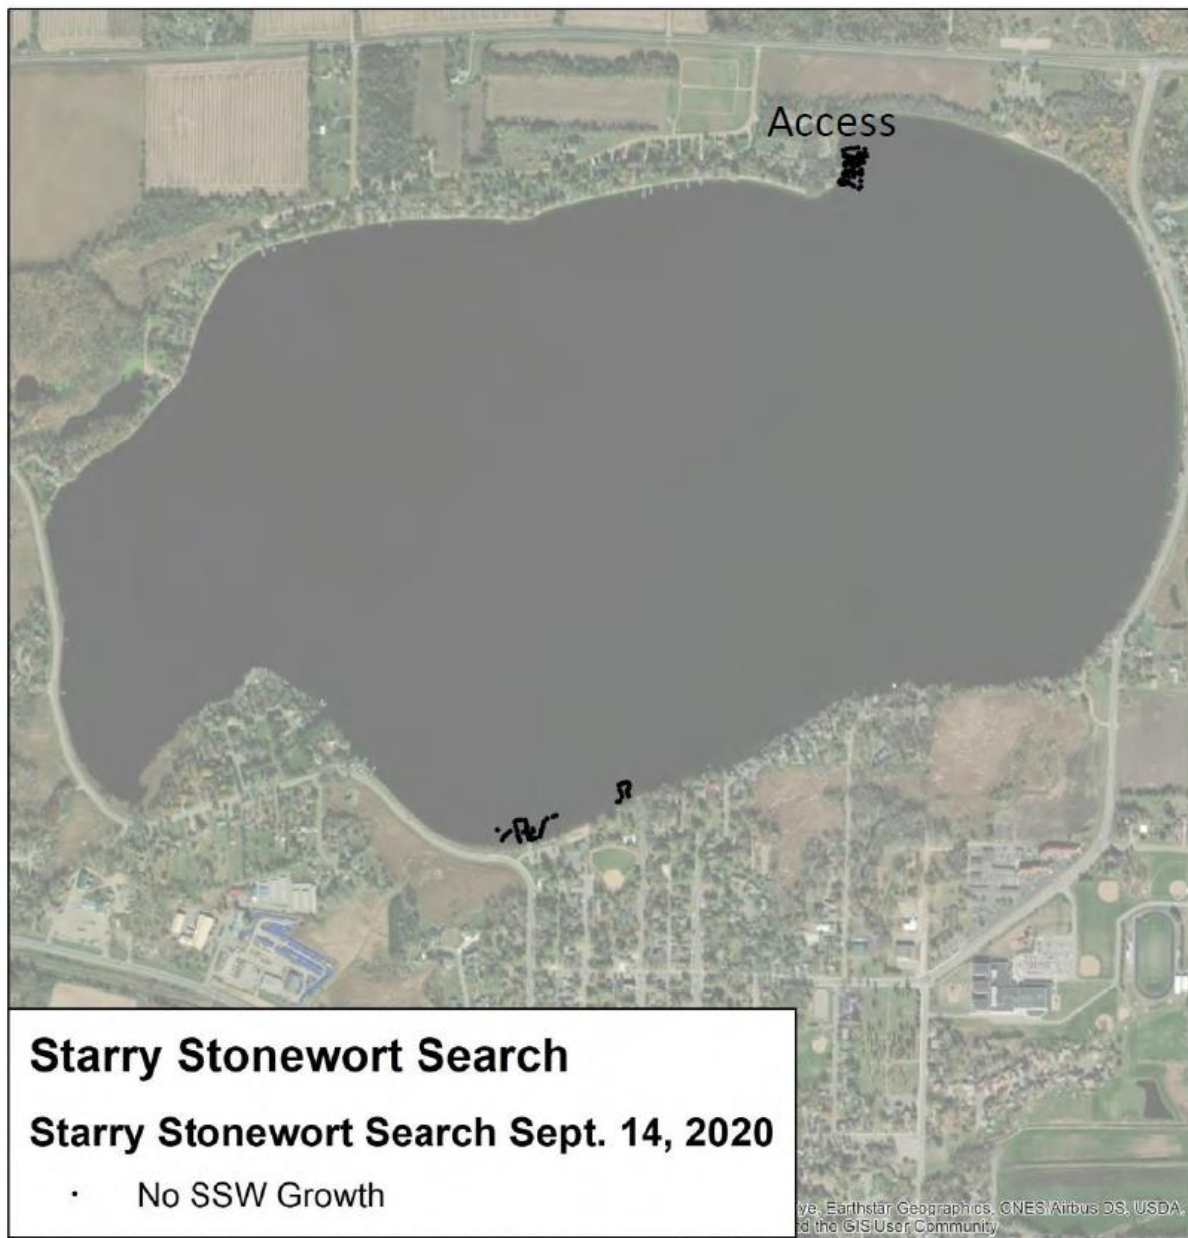 Access
Starry Stonewort Search
Starry Stonewort Search Sept. 14, 2020
No SSW Growth
Earthstar Geographics, CNES/Airbus DS, USDA,
the GIS User Community